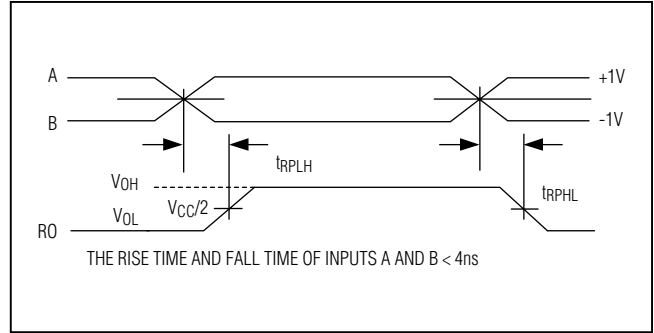 A
+1V
B
-1V
tRPLH
VOH
tRPHL
VOL
VCC/2
RO
THE RISE TIME AND FALL TIME OF INPUTS A AND B < 4ns